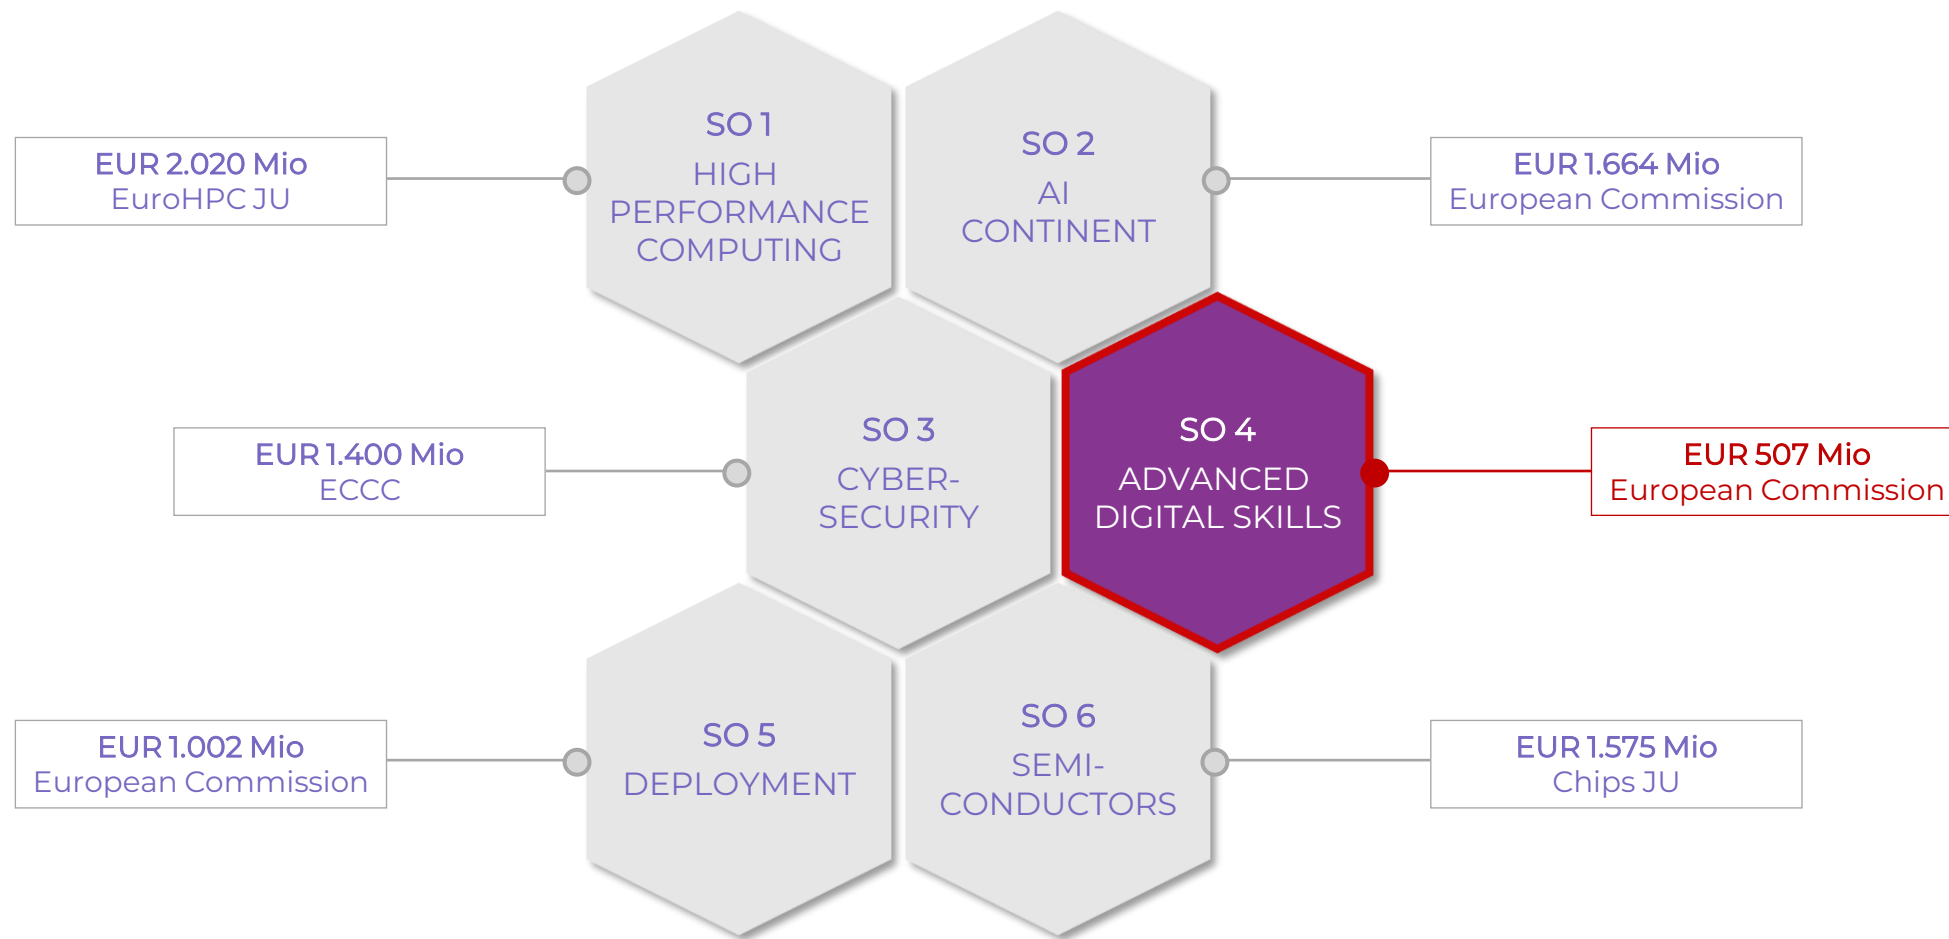 SO 1
HIGH
PERFORMANCE
COMPUTING
EUR 2.020 Mio
EuroHPC JU
SO 2
AI
CONTINENT
EUR 1.664 Mio
European Commission
SO 3
CYBER-
SECURITY
EUR 1.400 Mio
ECCC
SO 4
ADVANCED
DIGITAL SKILLS
EUR 507 Mio
European Commission
SO 5
DEPLOYMENT
EUR 1.002 Mio
European Commission
SO 6
SEMI-
CONDUCTORS
EUR 1.575 Mio
Chips JU